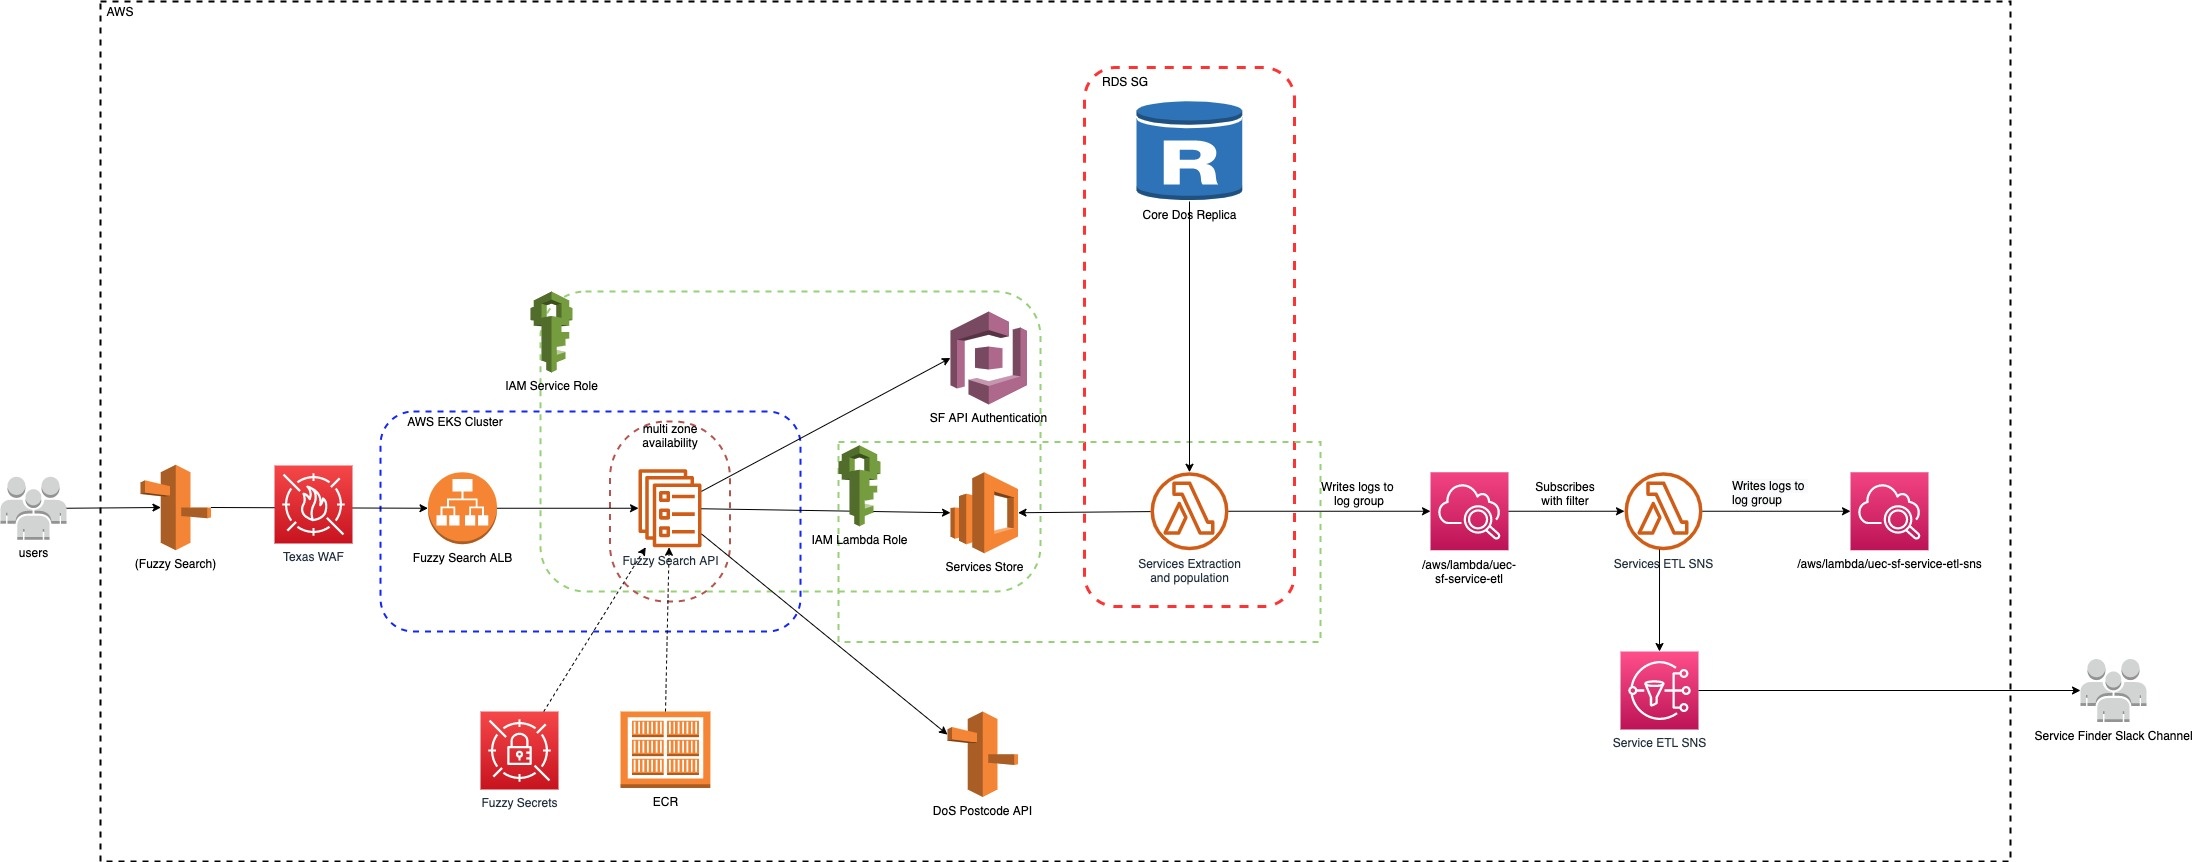 AWS
RDS SG
Core Dos Replica
IAM Service Role
SF API Authentication
AWS EKS Cluster
multi zone
availability
users
(Fuzzy Search)
Texas WAF
Fuzzy Search ALB
Fuzzy Search API
IAM Lambda Role
Services Store
Services Extraction
and population
Writes logs to
log group
/aws/lambda/uec-
sf-service-etl
Subscribes
with filter
Services ETL SNS
Writes logs to
log group
/aws/lambda/uec-sf-service-etl-sns
Service ETL SNS
Service Finder Slack Channel
Fuzzy Secrets
ECR
DoS Postcode API
R